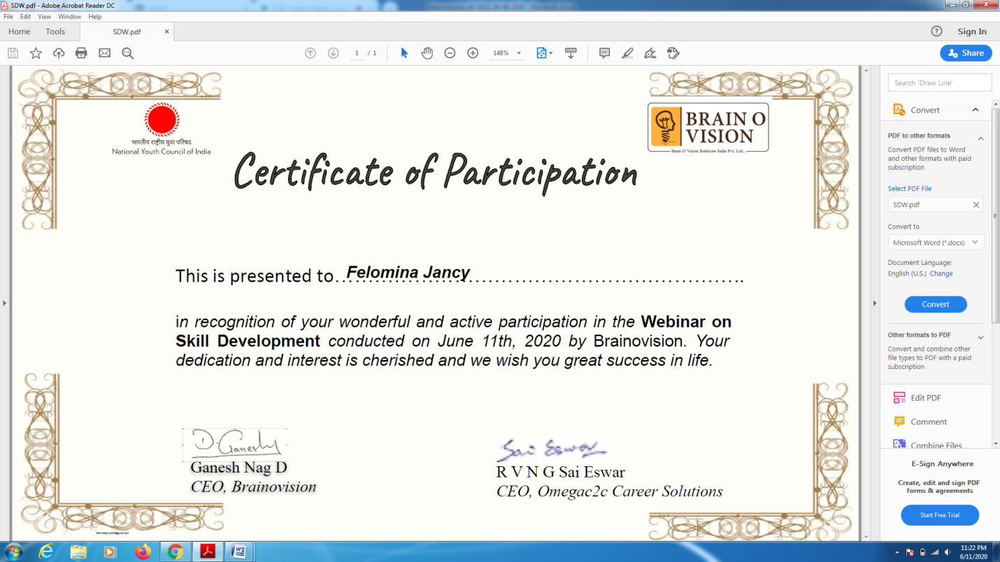 SDW.pdf - Adobe Acrobat Reader DC
File Edit View Window Help
Home Tools SDW.pdf × Sign In
1 / 1 148% Share
Search 'Draw Line'
Convert
PDF to other formats
Convert PDF files to Word
and other formats with paid
subscription
Select PDF File
SDW.pdf
Convert to
Microsoft Word (*.docx)
Document Language:
English (U.S.) Change
Convert
Other formats to PDF
Convert and combine other
file types to PDF with a paid
subscription
Edit PDF
Comment
Combine Files
E-Sign Anywhere
Create, edit and sign PDF
forms & agreements
Start Free Trial
भारतीय राष्ट्रीय युवा परिषद
National Youth Council of India
BRAIN O
VISION
Brain O Vision Solutions India Pvt. Ltd...
Certificate of Participation
This is presented to Felomina Jancy
in recognition of your wonderful and active participation in the Webinar on
Skill Development conducted on June 11th, 2020 by Brainovision. Your
dedication and interest is cherished and we wish you great success in life.
D. Ganesh
Ganesh Nag D
CEO, Brainovision
Sai Eswar
R V N G Sai Eswar
CEO, Omegac2c Career Solutions
11:22 PM
6/11/2020